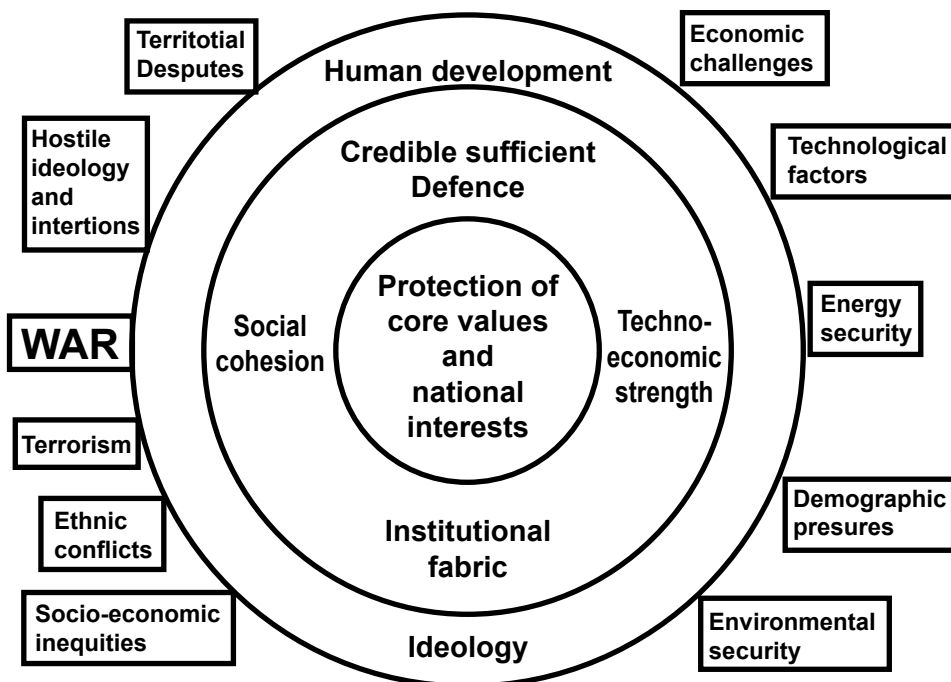 Territotial
Desputes
Economic
challenges
Human development
Hostile
ideology
and
intertions
Technological
factors
Credible sufficient
Defence
Protection of
core values
and
national
interests
Social
cohesion
Techno-
economic
strength
WAR
Energy
security
Terrorism
Ethnic
conflicts
Demographic
presures
Institutional
fabric
Socio-economic
inequities
Ideology
Environmental
security